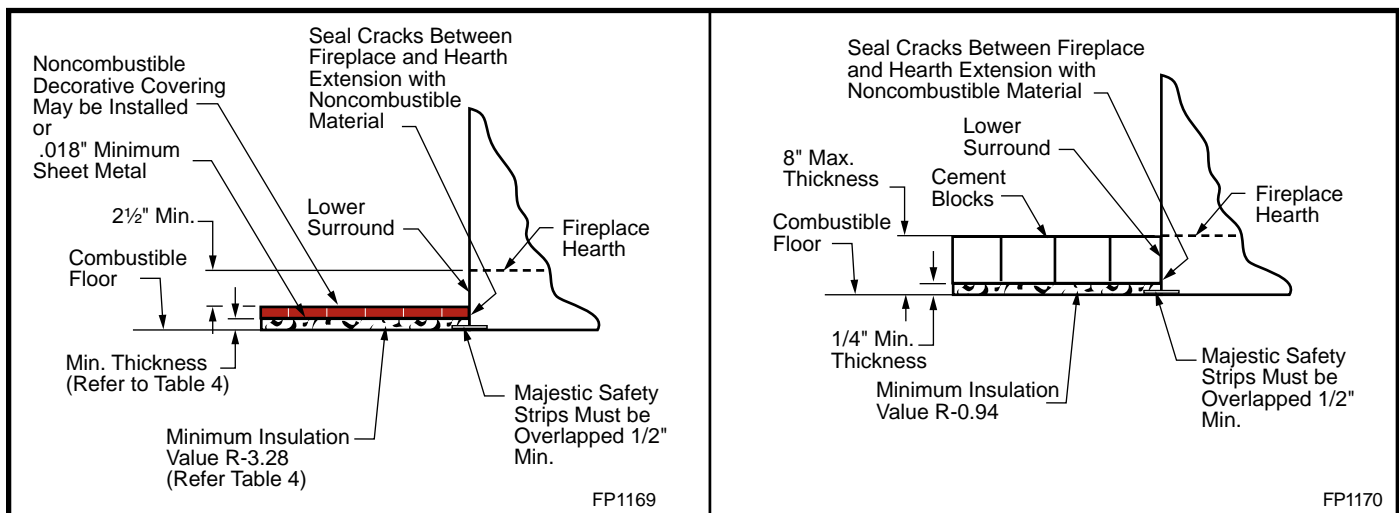 Noncombustible
Decorative Covering
May be Installed
or
.018" Minimum
Sheet Metal
Seal Cracks Between
Fireplace and Hearth
Extension with
Noncombustible
Material
2½" Min.
Lower
Surround
Fireplace
Hearth
Combustible
Floor
Min. Thickness
(Refer to Table 4)
Minimum Insulation
Value R-3.28
(Refer Table 4)
Majestic Safety
Strips Must be
Overlapped 1/2"
Min.
FP1169
Seal Cracks Between Fireplace
and Hearth Extension with
Noncombustible Material
Lower
Surround
8" Max.
Thickness
Cement
Blocks
Fireplace
Hearth
Combustible
Floor
1/4" Min.
Thickness
Minimum Insulation
Value R-0.94
Majestic Safety
Strips Must be
Overlapped 1/2"
Min.
FP1170